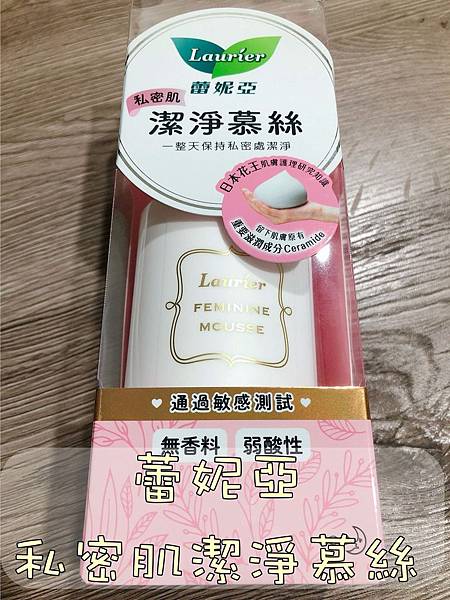 Laurier
蕾妮亞
私密肌
潔淨慕絲
一整天保持私密處潔淨
日本花王肌膚護理研究知識
留下肌膚原有
重要滋潤成分Ceramide
Laurier
FEMININE
MOUSSE
通過敏感測試
無香料 弱酸性
蕾妮亞
私密肌潔淨慕絲